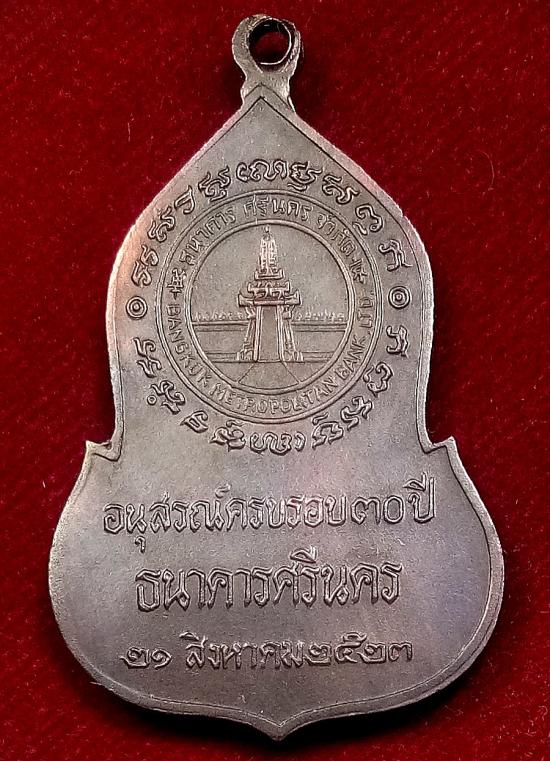 ธนาคาร ศรีนคร จำกัด
BANGKOK METROPOLITAN BANK LTD
อนุสรณ์ครบรอบ๓๐ปี
ธนาคารศรีนคร
๒๑ สิงหาคม๒๕๒๓